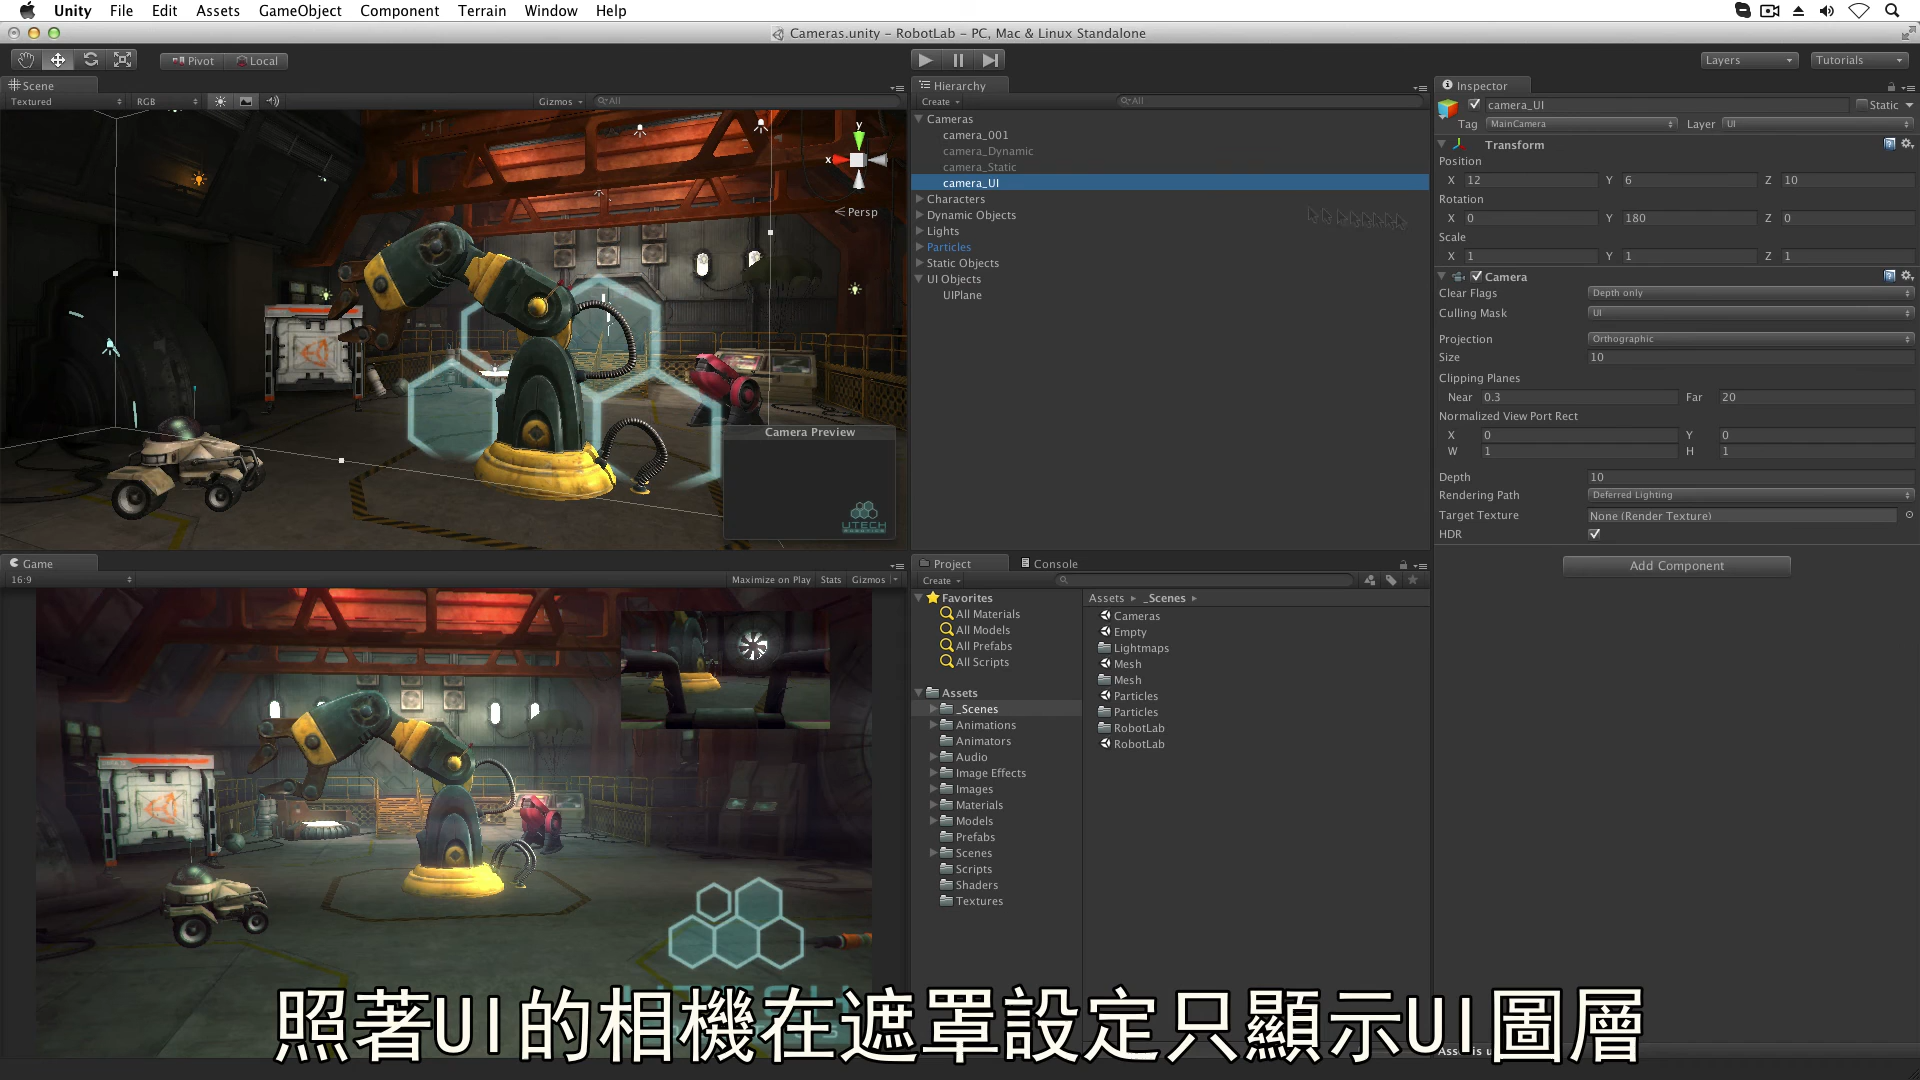 Unity File Edit Assets GameObject Component Terrain Window Help
Cameras.unity – RobotLab – PC, Mac & Linux Standalone
Pivot Local
Layers Tutorials
Scene
Textured RGB Gizmos All
y
x
Persp
Camera Preview
UTECH
Game
16:9 Maximize on Play Stats Gizmos
Hierarchy
Create All
Cameras
camera_001
camera_Dynamic
camera_Static
camera_UI
Characters
Dynamic Objects
Lights
Particles
Static Objects
UI Objects
UIPlane
Project Console
Create
Favorites
All Materials
All Models
All Prefabs
All Scripts
Assets
_Scenes
Animations
Animators
Audio
Image Effects
Images
Materials
Models
Prefabs
Scenes
Scripts
Shaders
Textures
Assets _Scenes
Cameras
Empty
Lightmaps
Mesh
Mesh
Particles
Particles
RobotLab
RobotLab
Inspector
camera_UI Static
Tag MainCamera Layer UI
Transform
Position
X 12 Y 6 Z 10
Rotation
X 0 Y 180 Z 0
Scale
X 1 Y 1 Z 1
Camera
Clear Flags Depth only
Culling Mask UI
Projection Orthographic
Size 10
Clipping Planes
Near 0.3 Far 20
Normalized View Port Rect
X 0 Y 0
W 1 H 1
Depth 10
Rendering Path Deferred Lighting
Target Texture None (Render Texture)
HDR
Add Component
照著UI的相機在遮罩設定只顯示UI圖層